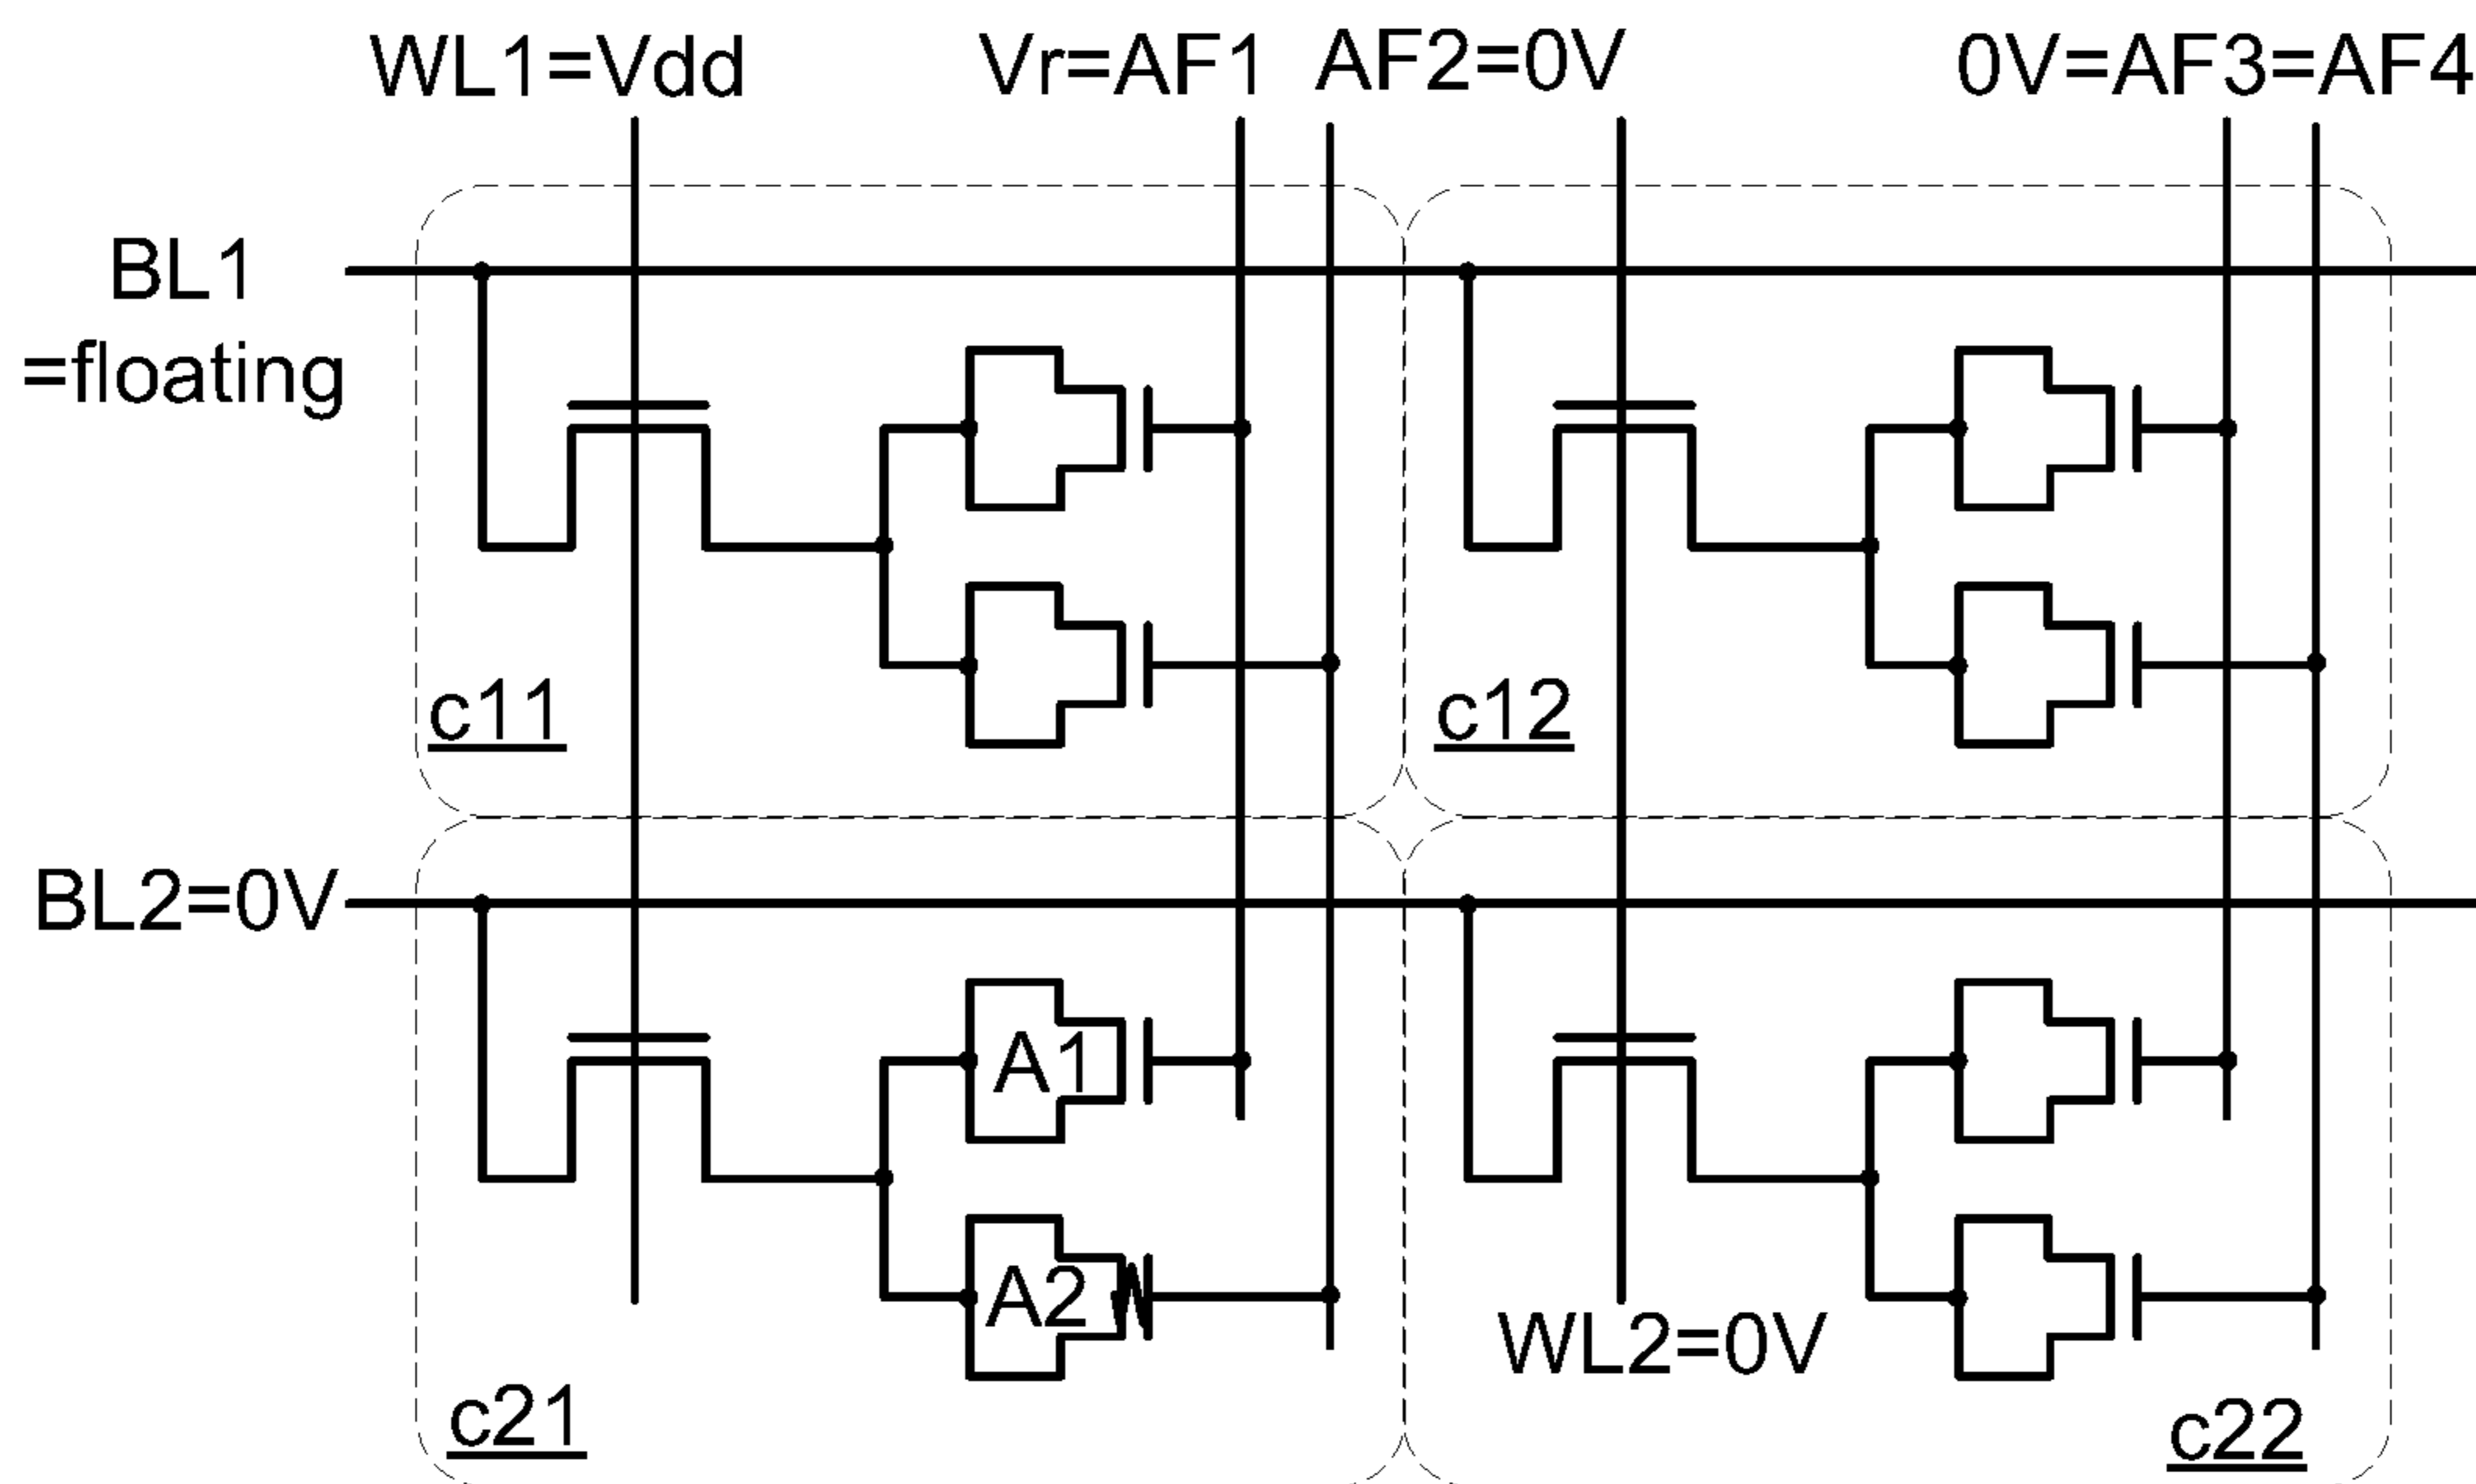 WL1=Vdd
Vr=AF1
AF2=0V
0V=AF3=AF4
BL1
=floating
c11
c12
BL2=0V
A1
A2
WL2=0V
c21
c22